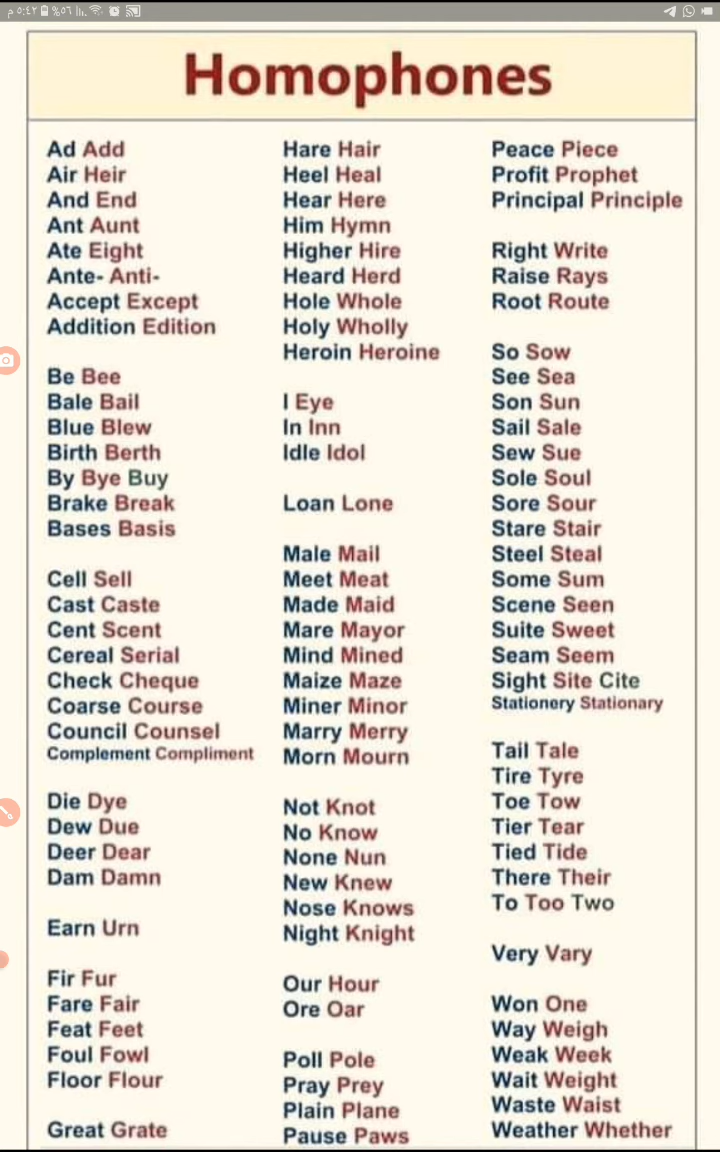 م ٥:٤٢ %٥٦
Homophones
Ad Add
Air Heir
And End
Ant Aunt
Ate Eight
Ante- Anti-
Accept Except
Addition Edition
Be Bee
Bale Bail
Blue Blew
Birth Berth
By Bye Buy
Brake Break
Bases Basis
Cell Sell
Cast Caste
Cent Scent
Cereal Serial
Check Cheque
Coarse Course
Council Counsel
Complement Compliment
Die Dye
Dew Due
Deer Dear
Dam Damn
Earn Urn
Fir Fur
Fare Fair
Feat Feet
Foul Fowl
Floor Flour
Great Grate
Hare Hair
Heel Heal
Hear Here
Him Hymn
Higher Hire
Heard Herd
Hole Whole
Holy Wholly
Heroin Heroine
I Eye
In Inn
Idle Idol
Loan Lone
Male Mail
Meet Meat
Made Maid
Mare Mayor
Mind Mined
Maize Maze
Miner Minor
Marry Merry
Morn Mourn
Not Knot
No Know
None Nun
New Knew
Nose Knows
Night Knight
Our Hour
Ore Oar
Poll Pole
Pray Prey
Plain Plane
Pause Paws
Peace Piece
Profit Prophet
Principal Principle
Right Write
Raise Rays
Root Route
So Sow
See Sea
Son Sun
Sail Sale
Sew Sue
Sole Soul
Sore Sour
Stare Stair
Steel Steal
Some Sum
Scene Seen
Suite Sweet
Seam Seem
Sight Site Cite
Stationery Stationary
Tail Tale
Tire Tyre
Toe Tow
Tier Tear
Tied Tide
There Their
To Too Two
Very Vary
Won One
Way Weigh
Weak Week
Wait Weight
Waste Waist
Weather Whether